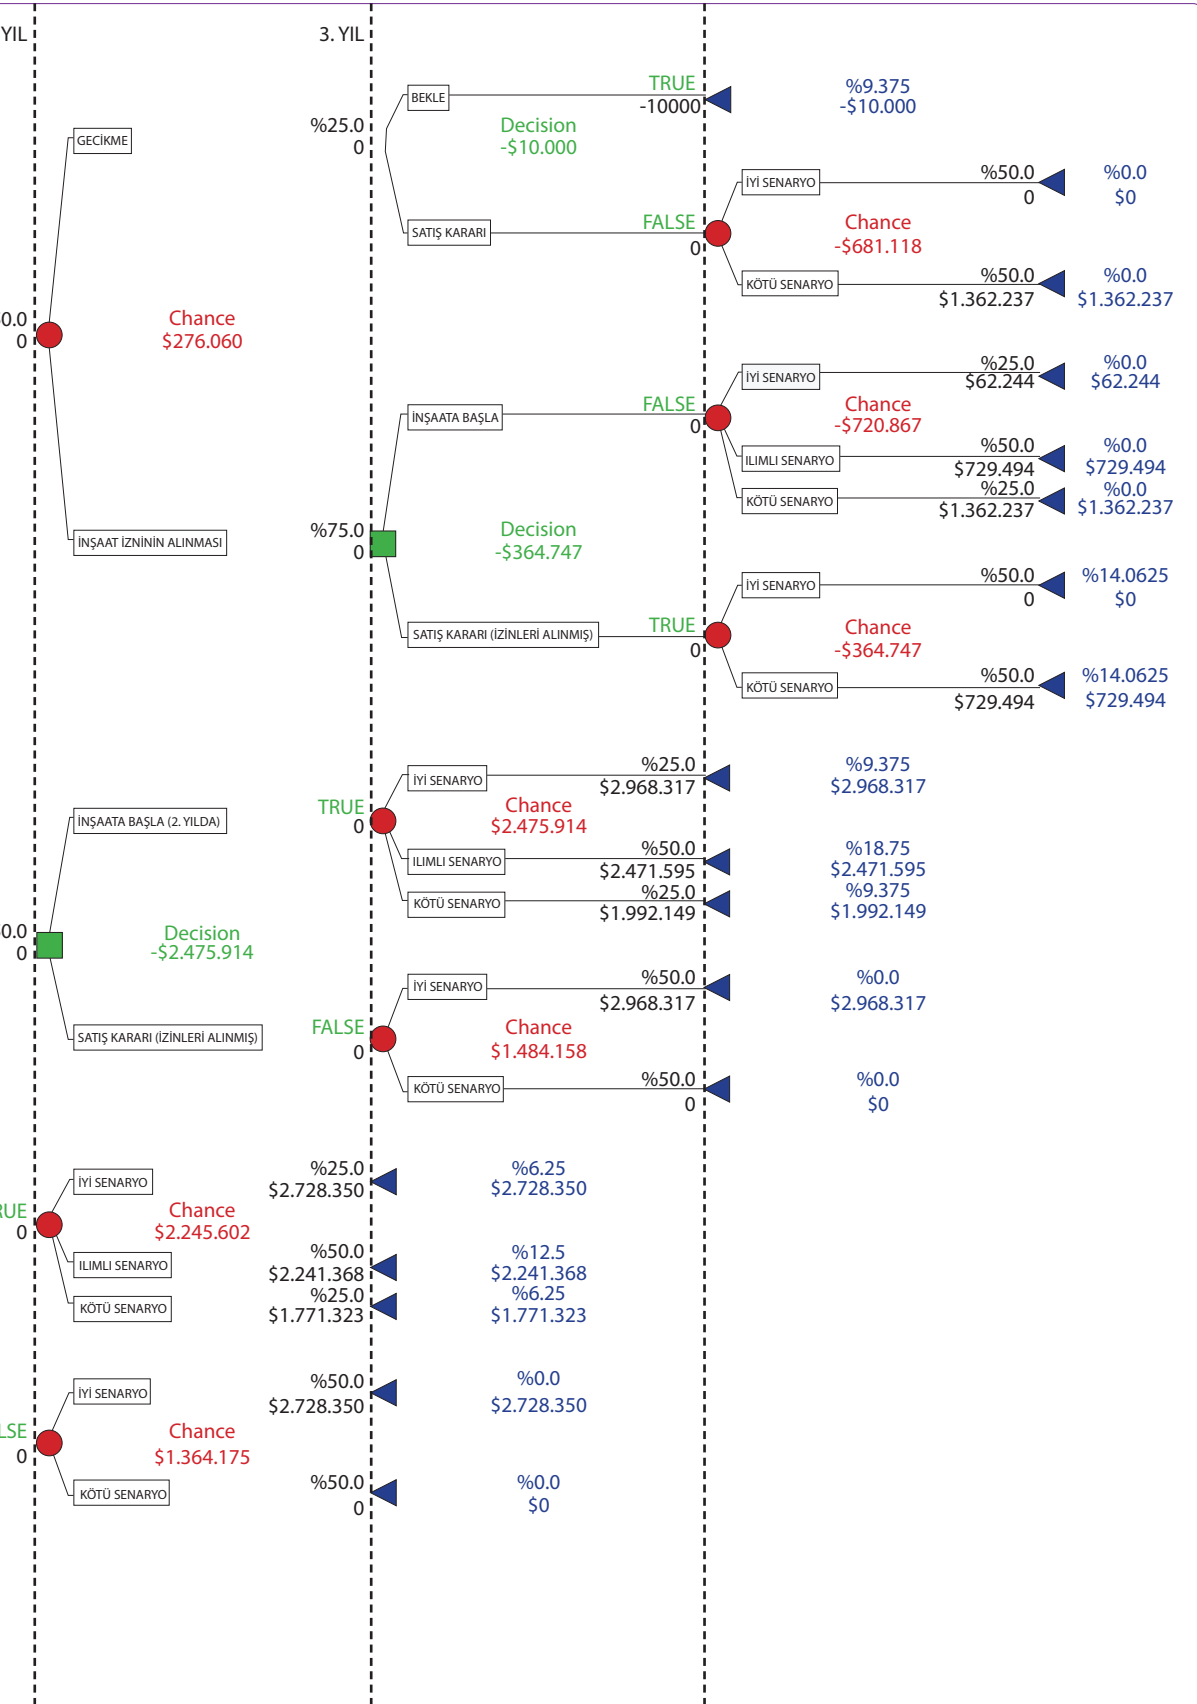 YIL
3. YIL
GECİKME
%25.0
0
BEKLE
TRUE
-10000
Decision
-$10.000
%9.375
-$10.000
SATIŞ KARARI
FALSE
0
İYİ SENARYO
%50.0
0
%0.0
$0
Chance
-$681.118
KÖTÜ SENARYO
%50.0
$1.362.237
%0.0
$1.362.237
0.0
0
Chance
$276.060
İNŞAAT İZNİNİN ALINMASI
%75.0
0
Decision
-$364.747
İNŞAATA BAŞLA
FALSE
0
İYİ SENARYO
%25.0
$62.244
%0.0
$62.244
Chance
-$720.867
ILIMLI SENARYO
%50.0
$729.494
%0.0
$729.494
KÖTÜ SENARYO
%25.0
$1.362.237
%0.0
$1.362.237
SATIŞ KARARI (İZİNLERİ ALINMIŞ)
TRUE
0
İYİ SENARYO
%50.0
0
%14.0625
$0
Chance
-$364.747
KÖTÜ SENARYO
%50.0
$729.494
%14.0625
$729.494
0.0
0
Decision
-$2.475.914
İNŞAATA BAŞLA (2. YILDA)
TRUE
0
İYİ SENARYO
%25.0
$2.968.317
%9.375
$2.968.317
Chance
$2.475.914
ILIMLI SENARYO
%50.0
$2.471.595
%18.75
$2.471.595
KÖTÜ SENARYO
%25.0
$1.992.149
%9.375
$1.992.149
SATIŞ KARARI (İZİNLERİ ALINMIŞ)
FALSE
0
İYİ SENARYO
%50.0
$2.968.317
%0.0
$2.968.317
Chance
$1.484.158
KÖTÜ SENARYO
%50.0
0
%0.0
$0
RUE
0
İYİ SENARYO
%25.0
$2.728.350
%6.25
$2.728.350
Chance
$2.245.602
ILIMLI SENARYO
%50.0
$2.241.368
%12.5
$2.241.368
KÖTÜ SENARYO
%25.0
$1.771.323
%6.25
$1.771.323
LSE
0
İYİ SENARYO
%50.0
$2.728.350
%0.0
$2.728.350
Chance
$1.364.175
KÖTÜ SENARYO
%50.0
0
%0.0
$0